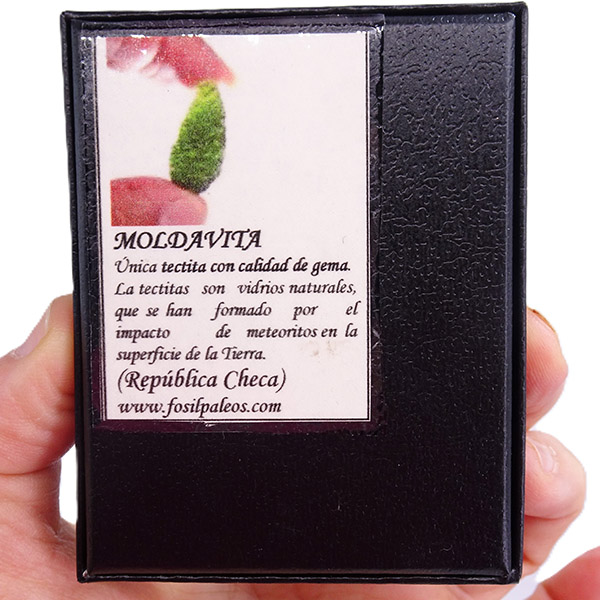 MOLDAVITA
Única tectita con calidad de gema.
La tectitas son vidrios naturales,
que se han formado por el
impacto de meteoritos en la
superficie de la Tierra.
(República Checa)
www.fosilpaleos.com